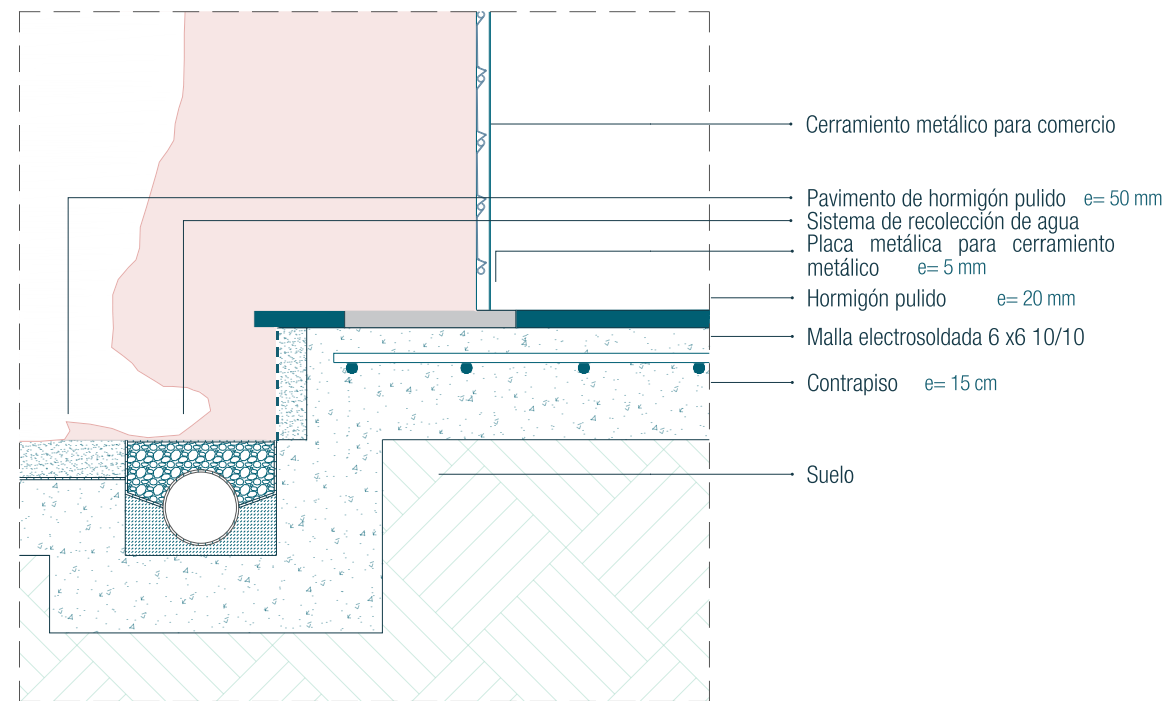 Cerramiento metálico para comercio
Pavimento de hormigón pulido e= 50 mm
Sistema de recolección de agua
Placa metálica para cerramiento
metálico e= 5 mm
Hormigón pulido e= 20 mm
Malla electrosoldada 6 x6 10/10
Contrapiso e= 15 cm
Suelo